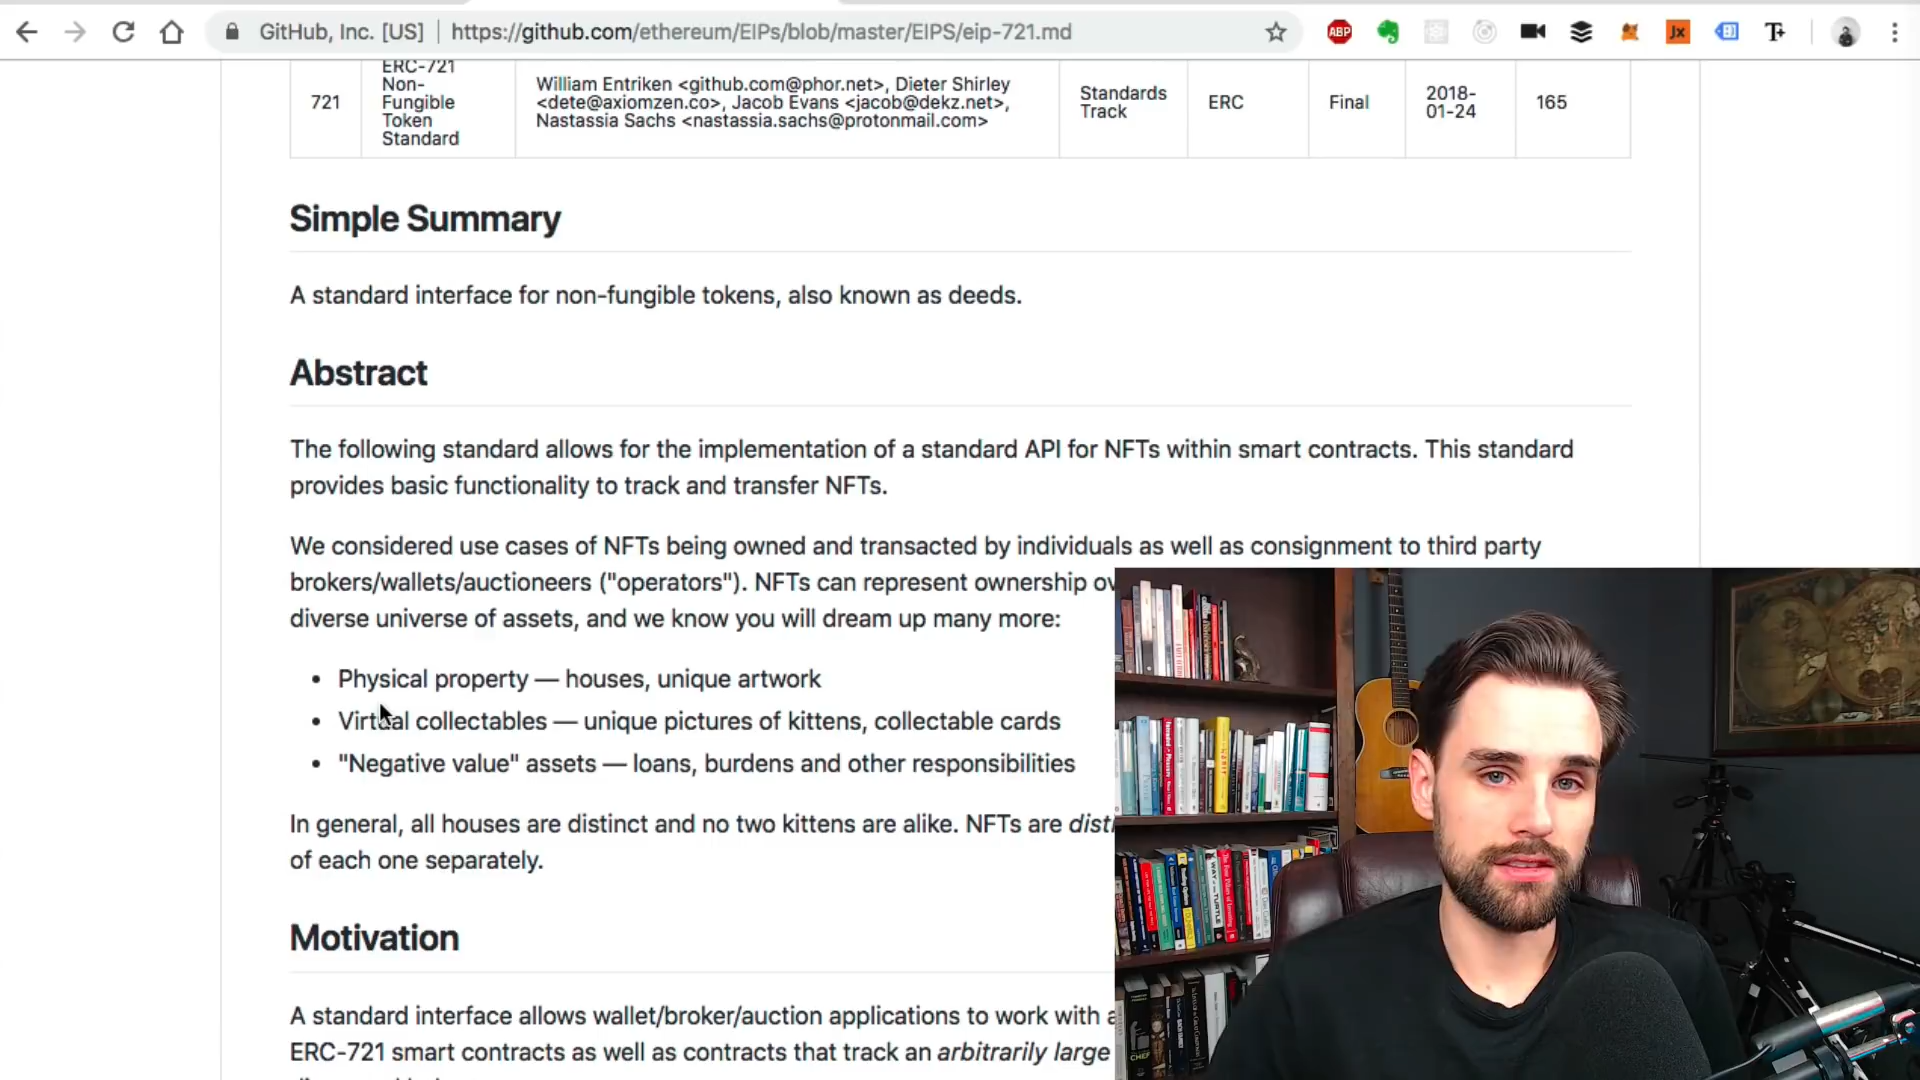 GitHub, Inc. [US] | https://github.com/ethereum/EIPs/blob/master/EIPS/eip-721.md
ABP
Jx
T
721
ERC-721
Non-
Fungible
Token
Standard
William Entriken <github.com@phor.net>, Dieter Shirley
<dete@axiomzen.co>, Jacob Evans <jacob@dekz.net>,
Nastassia Sachs <nastassia.sachs@protonmail.com>
Standards
Track
ERC
Final
2018-
01-24
165
Simple Summary
A standard interface for non-fungible tokens, also known as deeds.
Abstract
The following standard allows for the implementation of a standard API for NFTs within smart contracts. This standard
provides basic functionality to track and transfer NFTs.
We considered use cases of NFTs being owned and transacted by individuals as well as consignment to third party
brokers/wallets/auctioneers ("operators"). NFTs can represent ownership ov
diverse universe of assets, and we know you will dream up many more:
• Physical property — houses, unique artwork
• Virtual collectables — unique pictures of kittens, collectable cards
• "Negative value" assets — loans, burdens and other responsibilities
In general, all houses are distinct and no two kittens are alike. NFTs are disti
of each one separately.
Motivation
A standard interface allows wallet/broker/auction applications to work with a
ERC-721 smart contracts as well as contracts that track an arbitrarily large